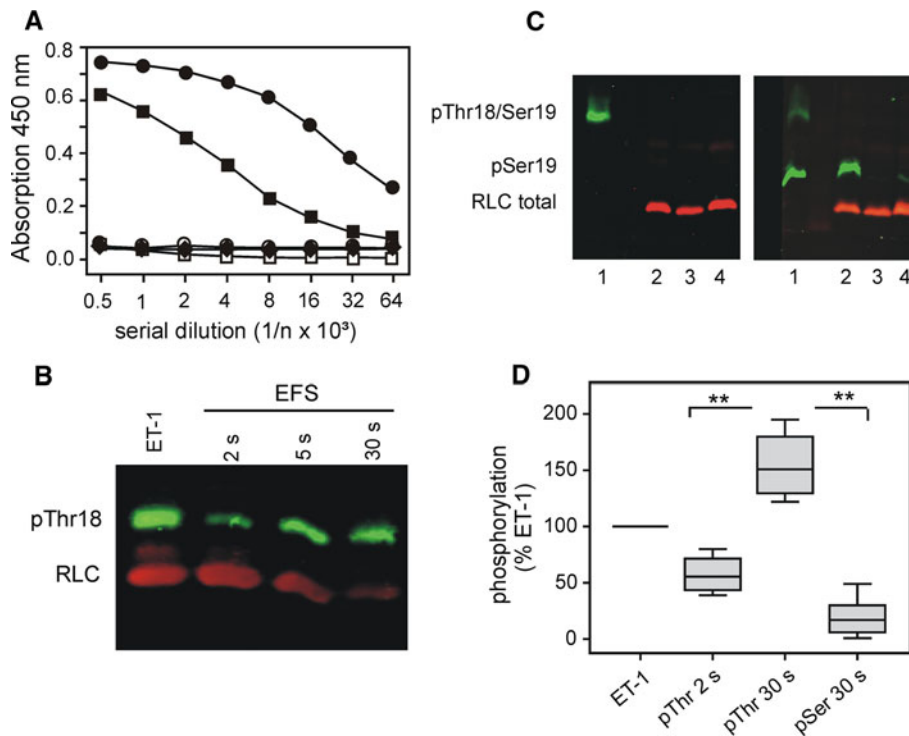 A
Absorption 450 nm
0.8
0.6
0.4
0.2
0.0
0.5 1 2 4 8 16 32 64
serial dilution (1/n x 10³)
C
pThr18/Ser19
pSer19
RLC total
1 2 3 4
1 2 3 4
B
EFS
ET-1
2 s
5 s
30 s
pThr18
RLC
D
phosphorylation
(% ET-1)
200
150
100
50
0
** **
ET-1
pThr 2 s
pThr 30 s
pSer 30 s